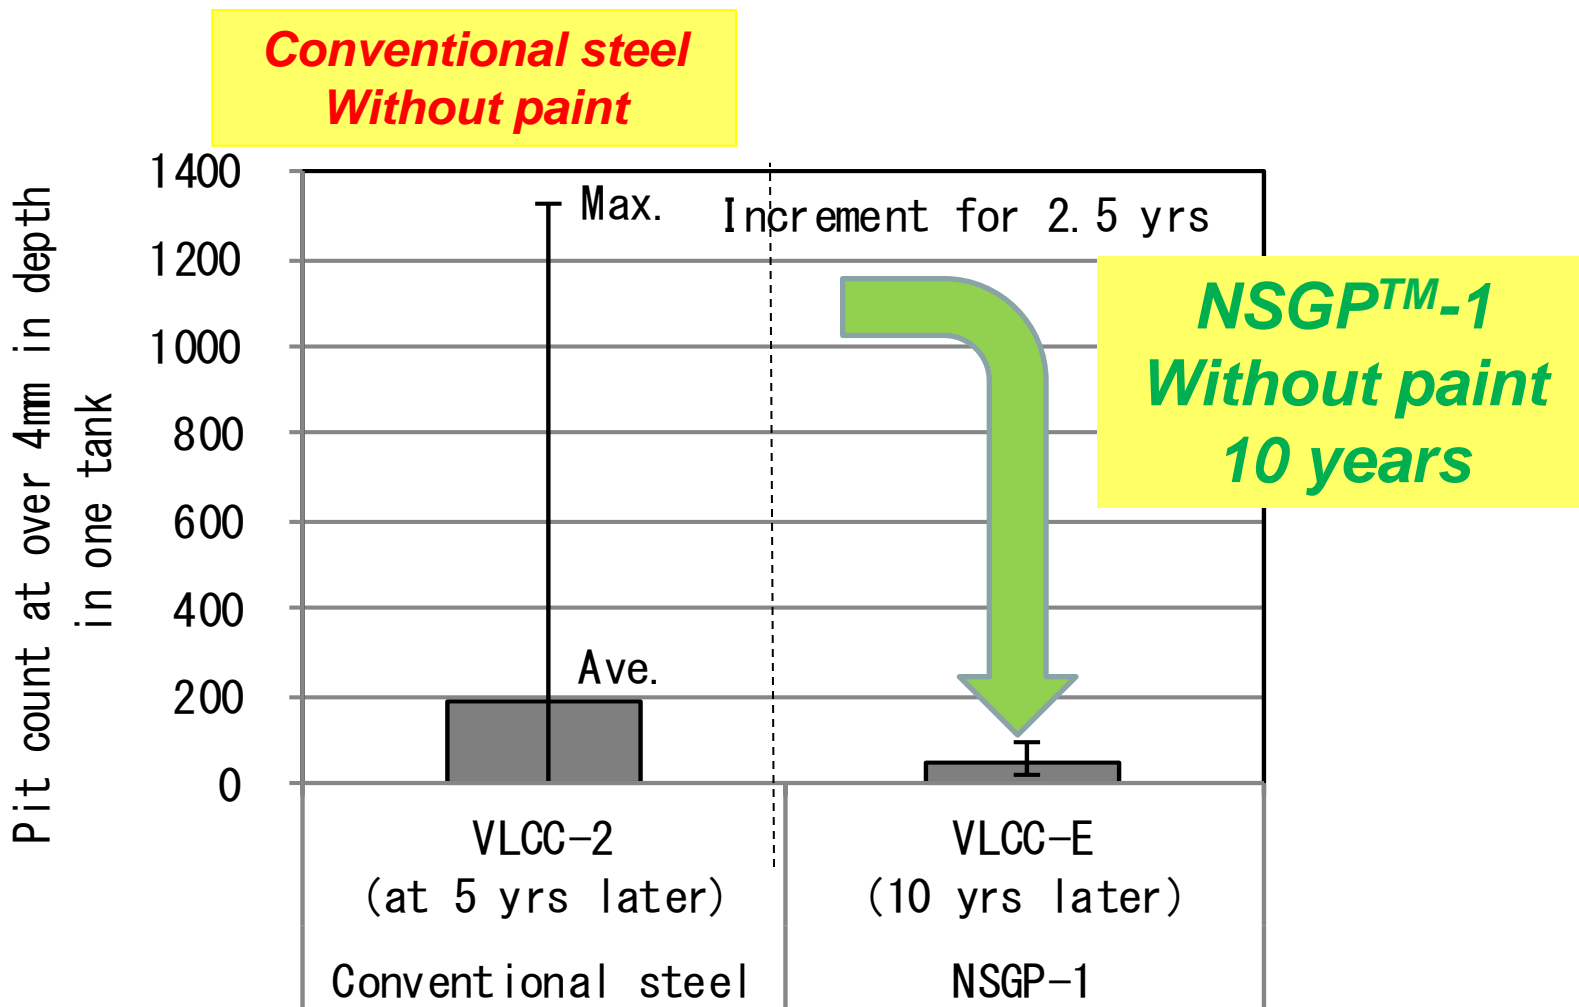 Conventional steel
Without paint
Pit count at over 4mm in depth
in one tank
1400
1200
1000
800
600
400
200
0
Max.
Ave.
Increment for 2.5 yrs
NSGP™-1
Without paint
10 years
VLCC-2
(at 5 yrs later)
VLCC-E
(10 yrs later)
Conventional steel
NSGP-1